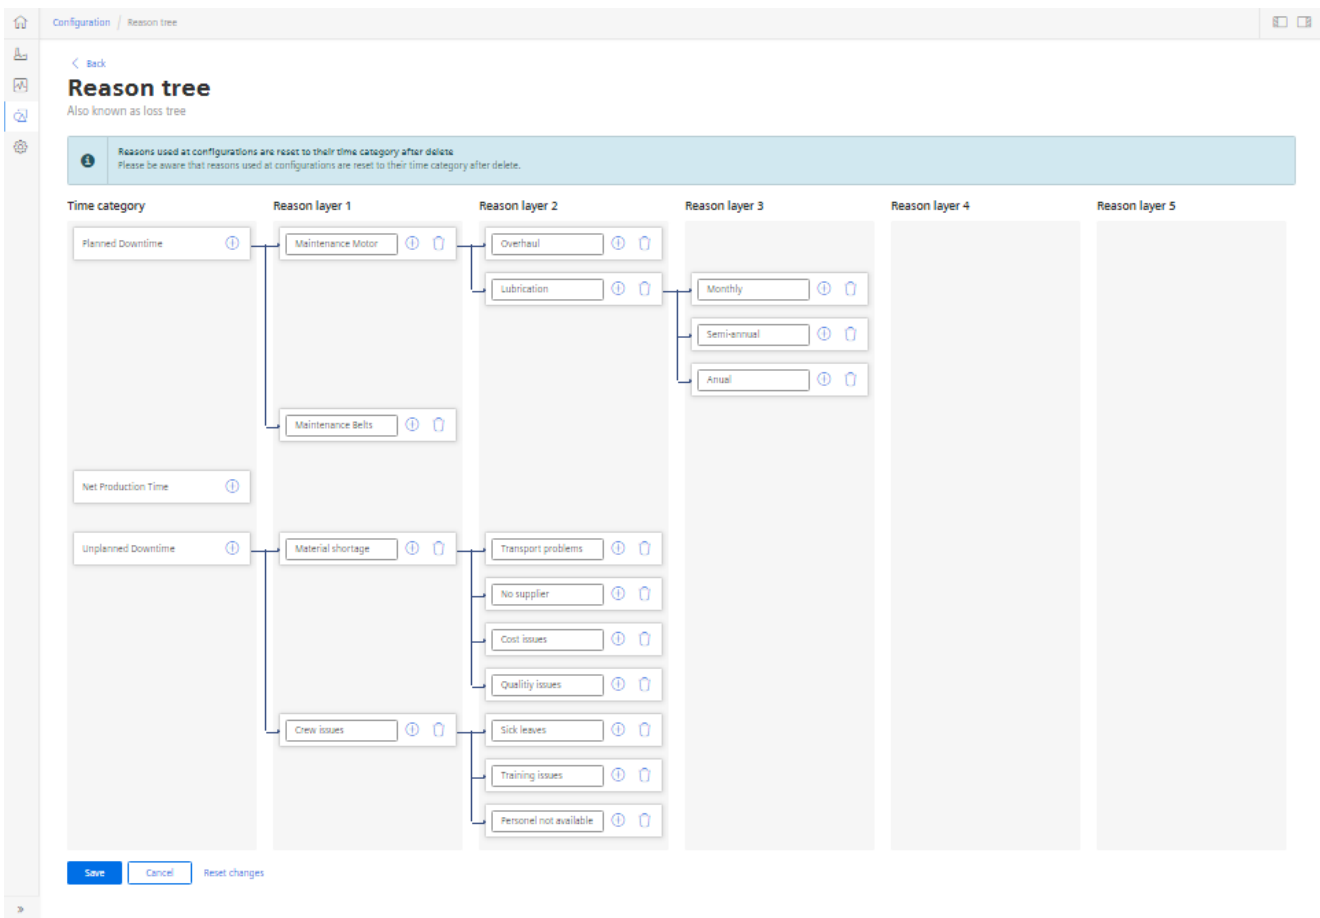 Configuration / Reason tree
Back
Reason tree
Also known as loss tree
Reasons used at configurations are reset to their time category after delete
Please be aware that reasons used at configurations are reset to their time category after delete.
Time category
Reason layer 1
Reason layer 2
Reason layer 3
Reason layer 4
Reason layer 5
Planned Downtime
Maintenance Motor
Overhaul
Lubrication
Monthly
Semi-annual
Anual
Maintenance Belts
Net Production Time
Unplanned Downtime
Material shortage
Transport problems
No supplier
Cost issues
Qualitiy issues
Crew issues
Sick leaves
Training issues
Personel not available
Save
Cancel
Reset changes